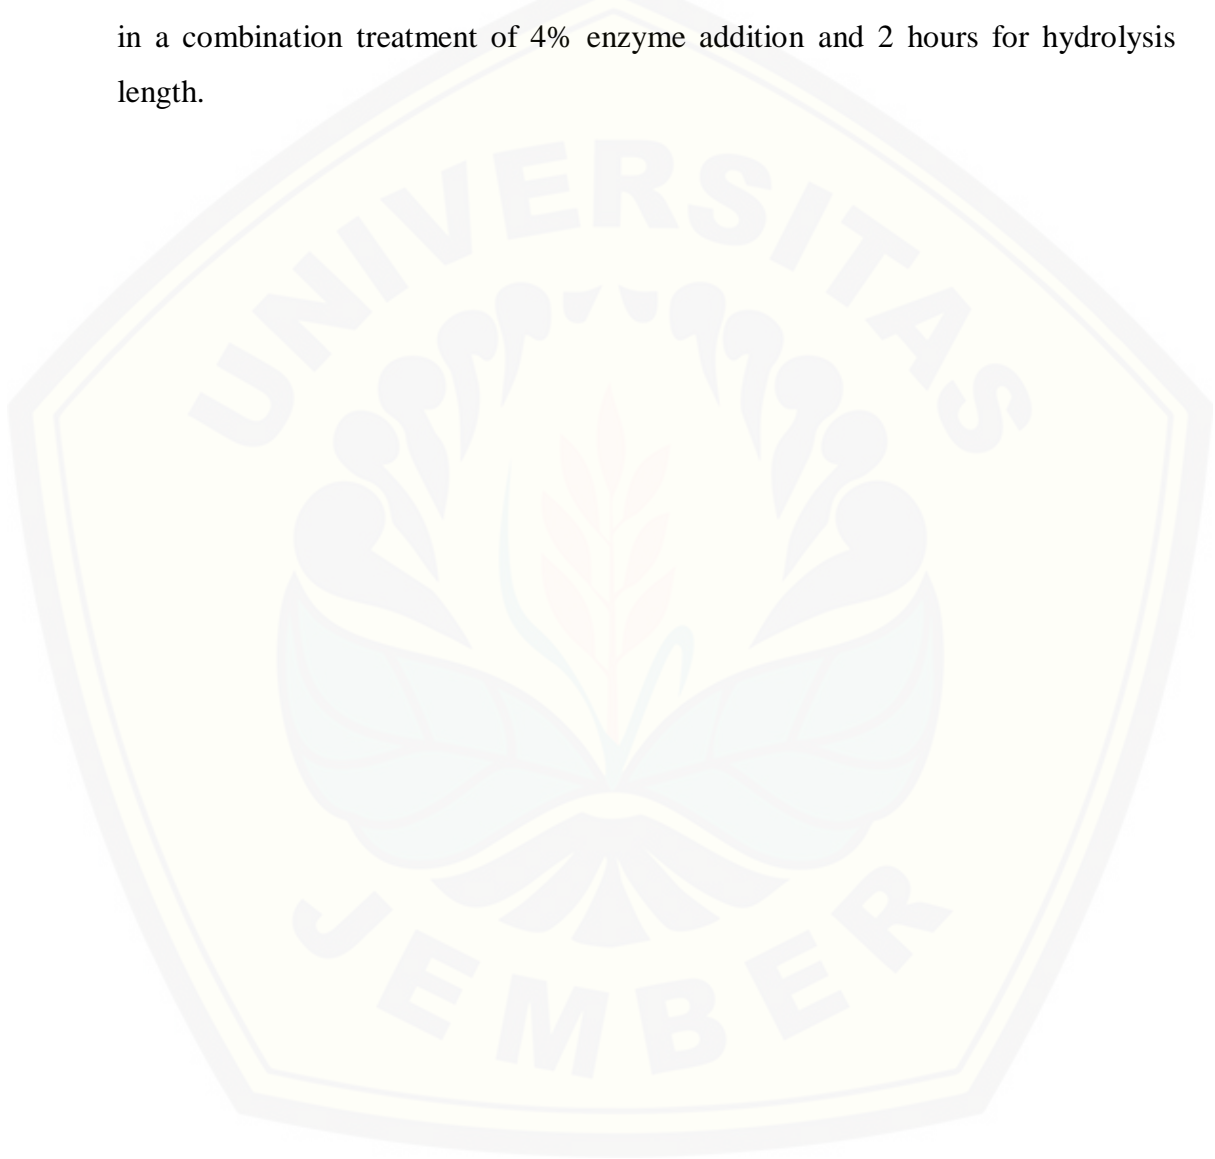 in a combination treatment of 4% enzyme addition and 2 hours for hydrolysis
length.
UNIVERSITAS
JEMBER